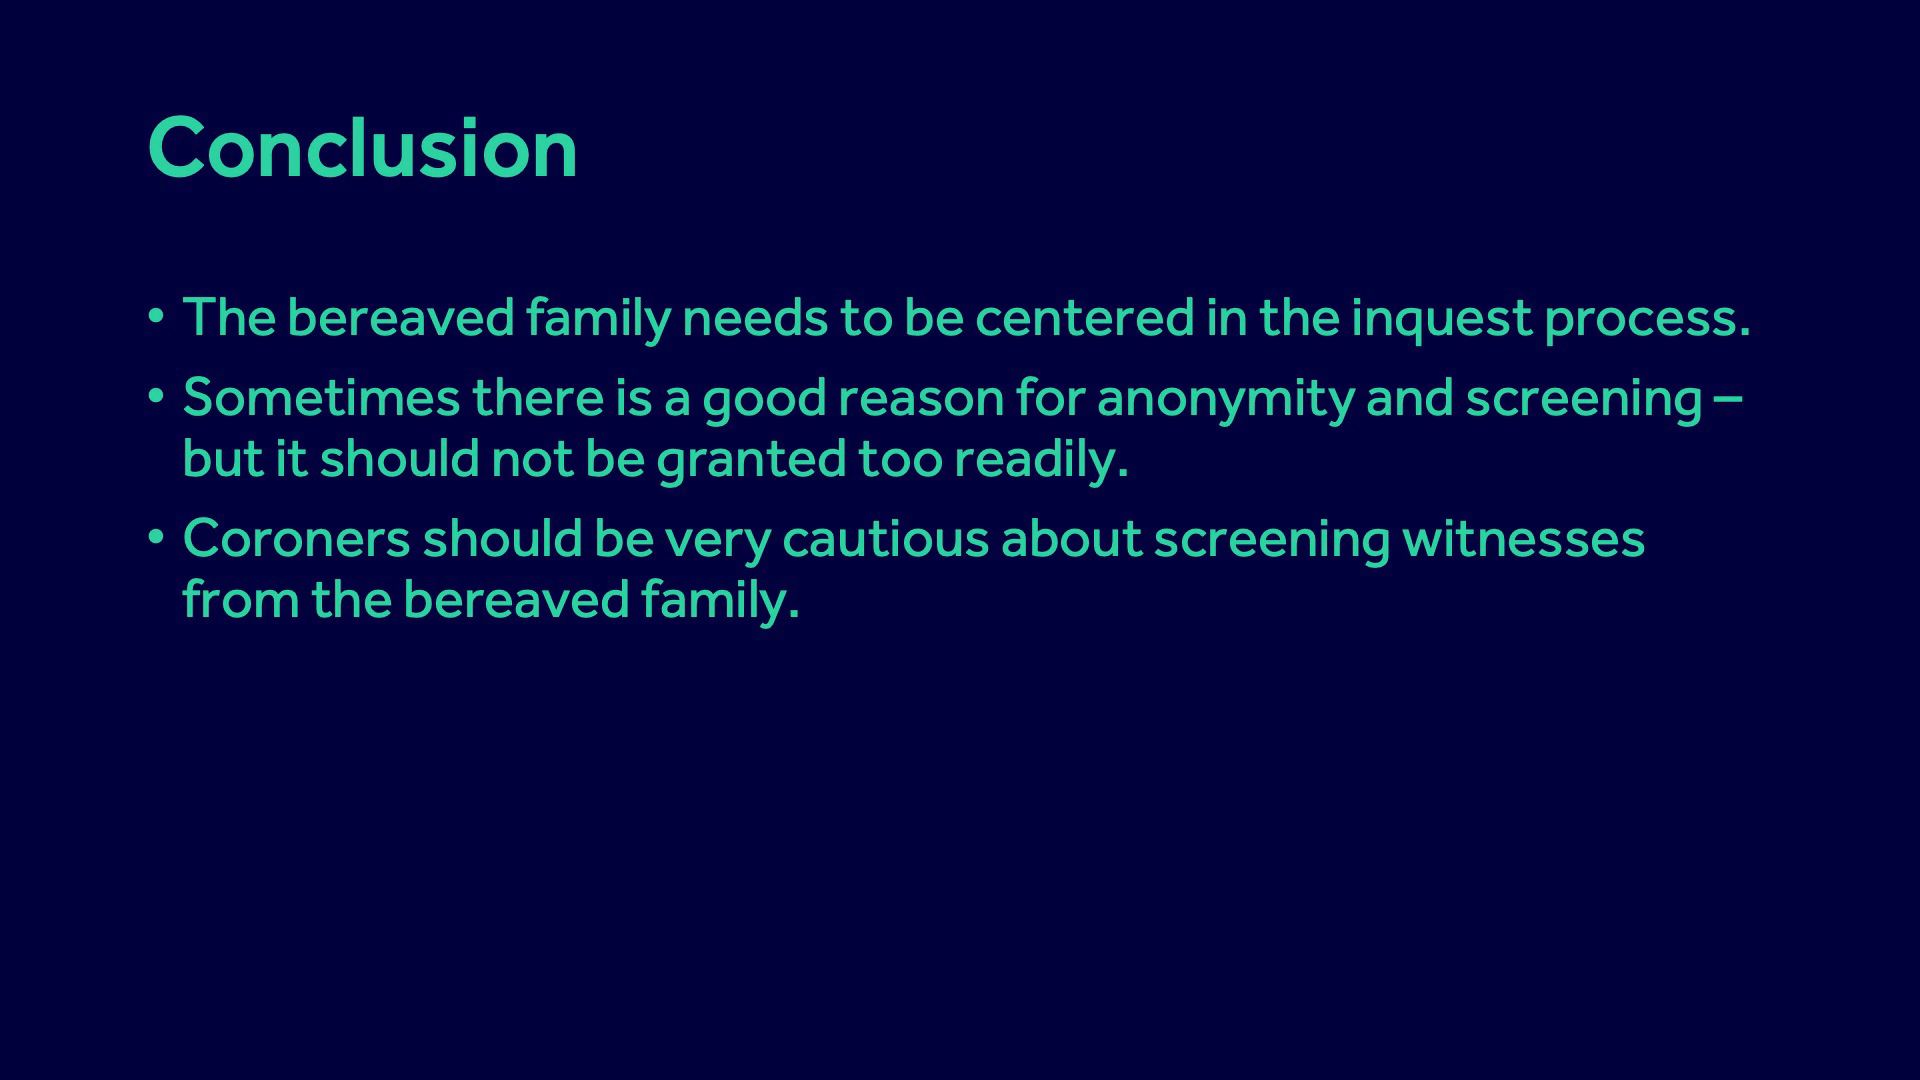 Conclusion
• The bereaved family needs to be centered in the inquest process.
• Sometimes there is a good reason for anonymity and screening –
but it should not be granted too readily.
• Coroners should be very cautious about screening witnesses
from the bereaved family.